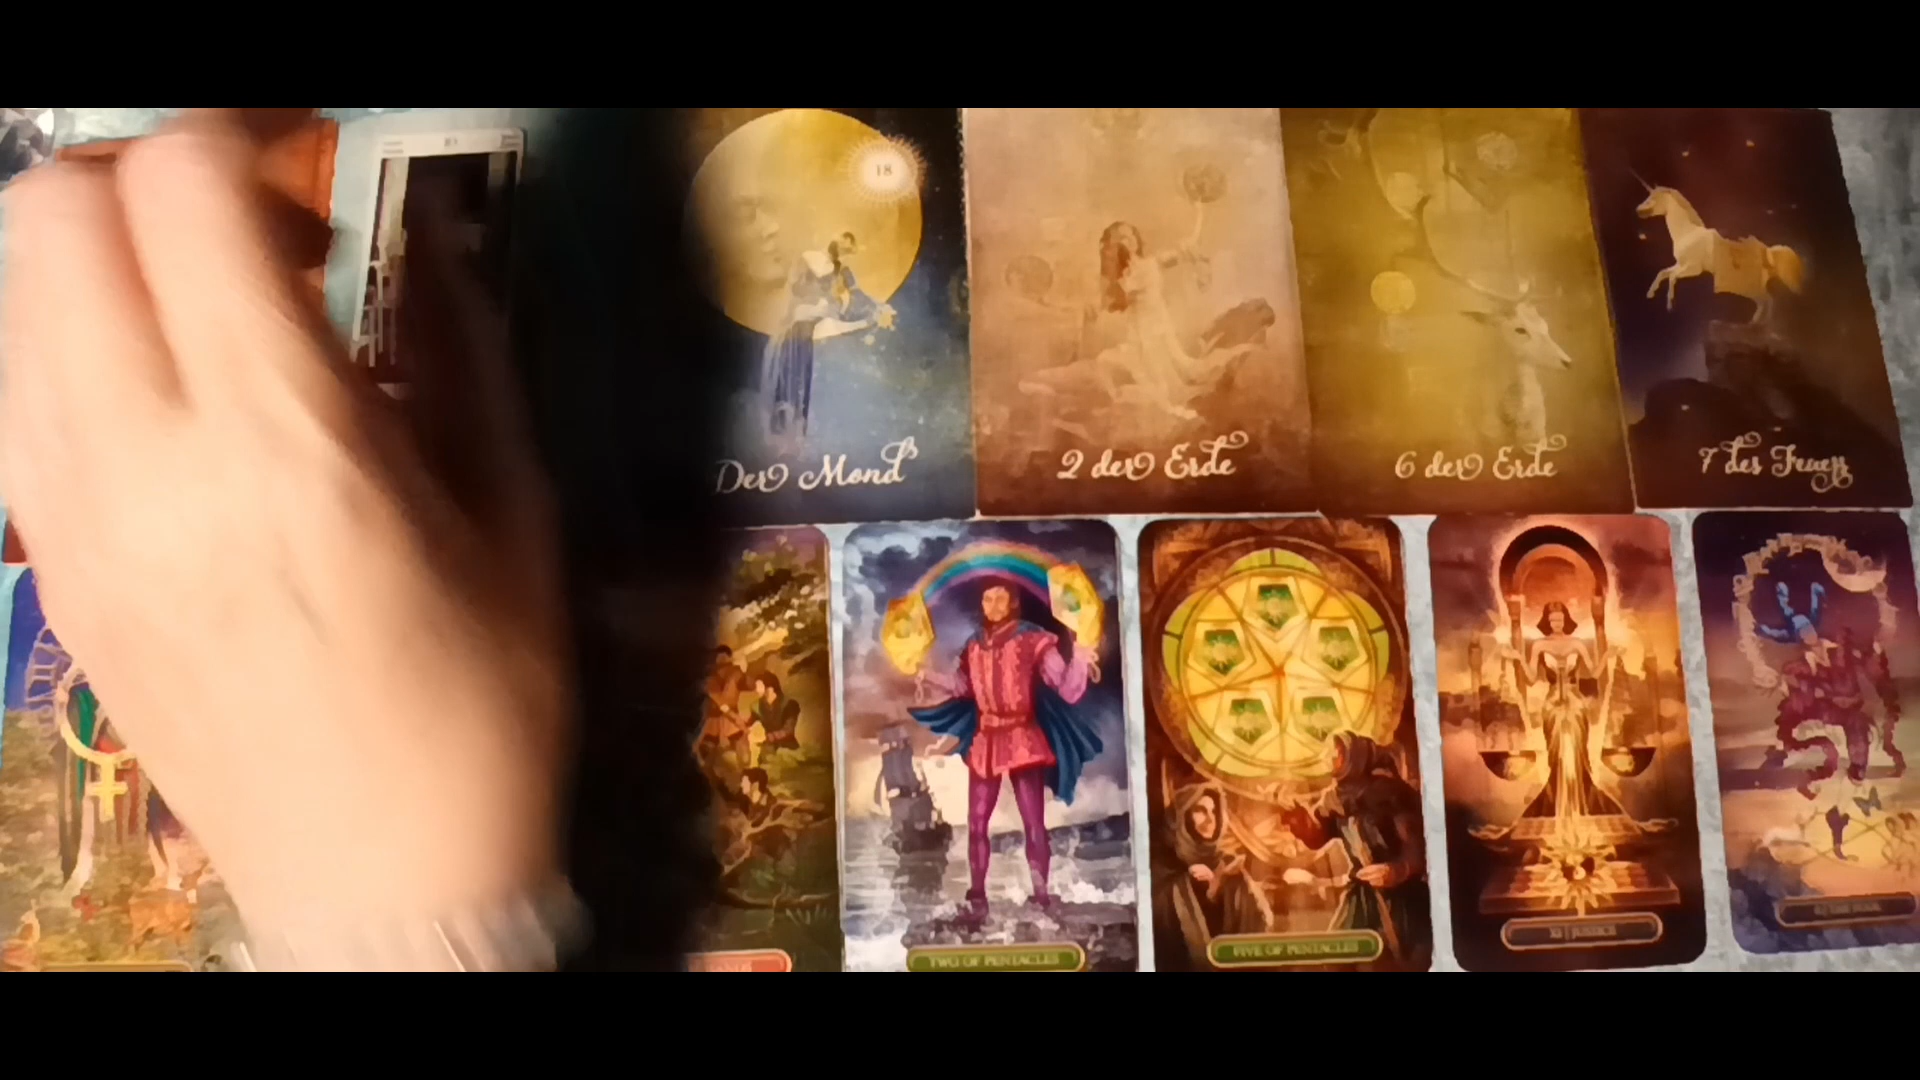 18
Der Mond
2 der Erde
6 der Erde
7 des Feuers
TWO OF PENTACLES
FIVE OF PENTACLES
XI | JUSTICE